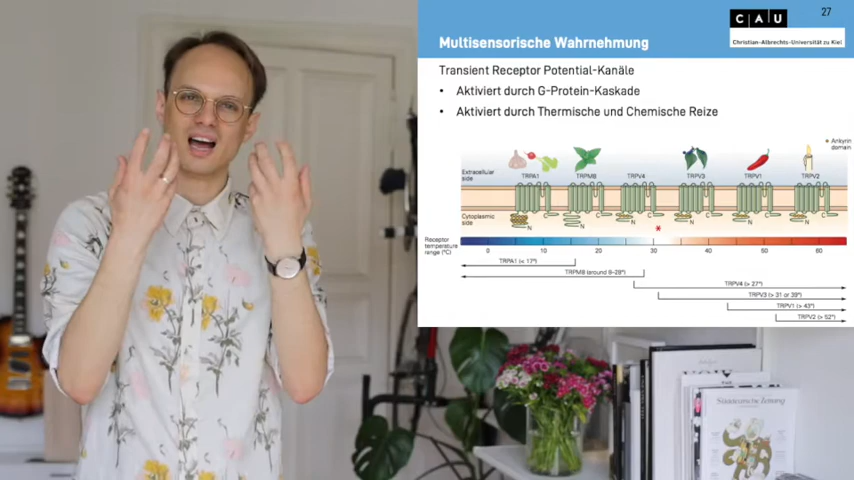 C A U
27
Christian-Albrechts-Universität zu Kiel
Multisensorische Wahrnehmung
Transient Receptor Potential-Kanäle
• Aktiviert durch G-Protein-Kaskade
• Aktiviert durch Thermische und Chemische Reize
Ankyrin
domain
Extracellular
side
TRPA1
TRPM8
TRPV4
TRPV3
TRPV1
TRPV2
Cytoplasmic
side
N
C
N
C
N
C
N
C
N
C
N
C
*
Receptor
temperature
range (°C)
0
10
20
30
40
50
60
TRPA1 (< 17°)
TRPM8 (around 8–28°)
TRPV4 (> 27°)
TRPV3 (> 31 or 39°)
TRPV1 (> 43°)
TRPV2 (> 52°)
Süddeutsche Zeitung